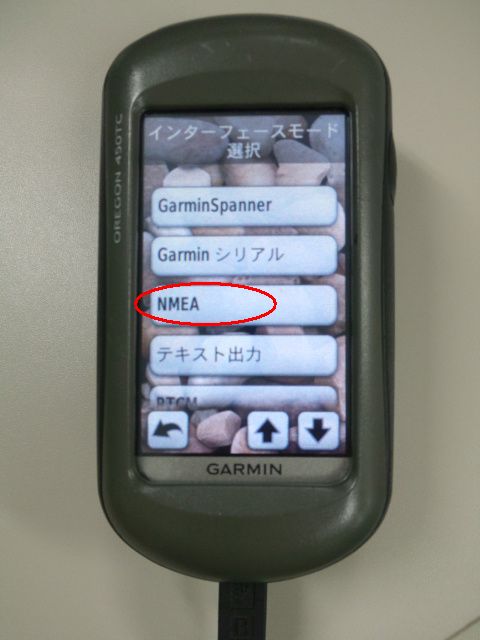 OREGON 450TC
インターフェースモード
選択
GarminSpanner
Garmin シリアル
NMEA
テキスト出力
RTCM
GARMIN